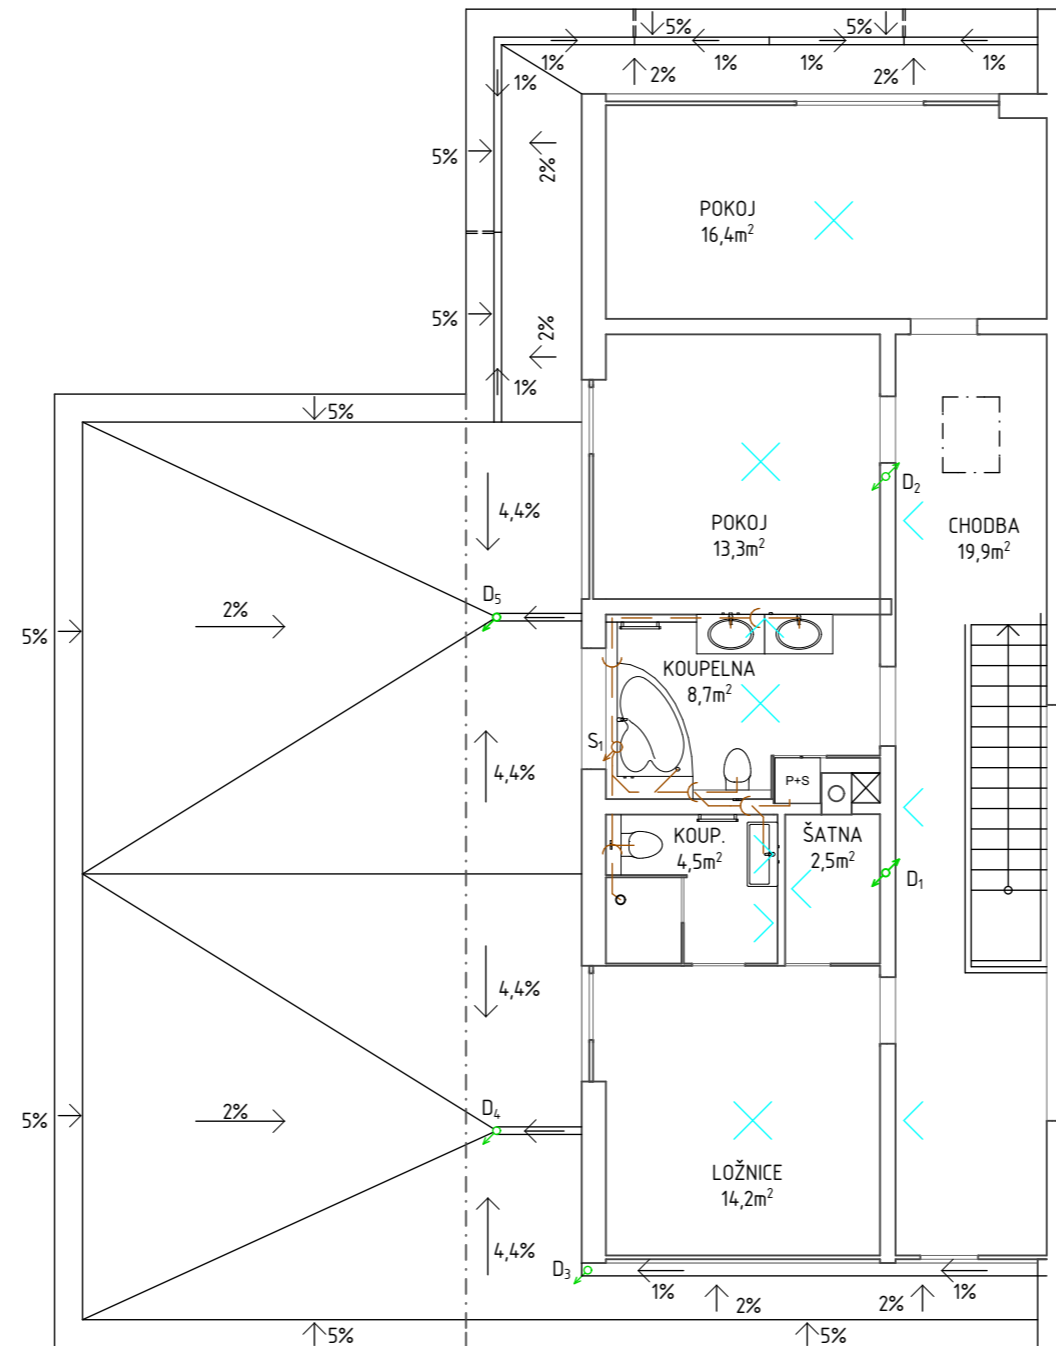 5%
5%
1%
1%
1%
1%
2%
2%
1%
5%
2%
POKOJ
16,4m²
5%
2%
1%
5%
4,4%
D₂
POKOJ
13,3m²
CHODBA
19,9m²
D₅
2%
5%
KOUPELNA
8,7m²
S₁
4,4%
P+S
KOUP.
4,5m²
ŠATNA
2,5m²
D₁
4,4%
D₄
2%
5%
LOŽNICE
14,2m²
4,4%
D₃
1%
1%
2%
2%
5%
5%